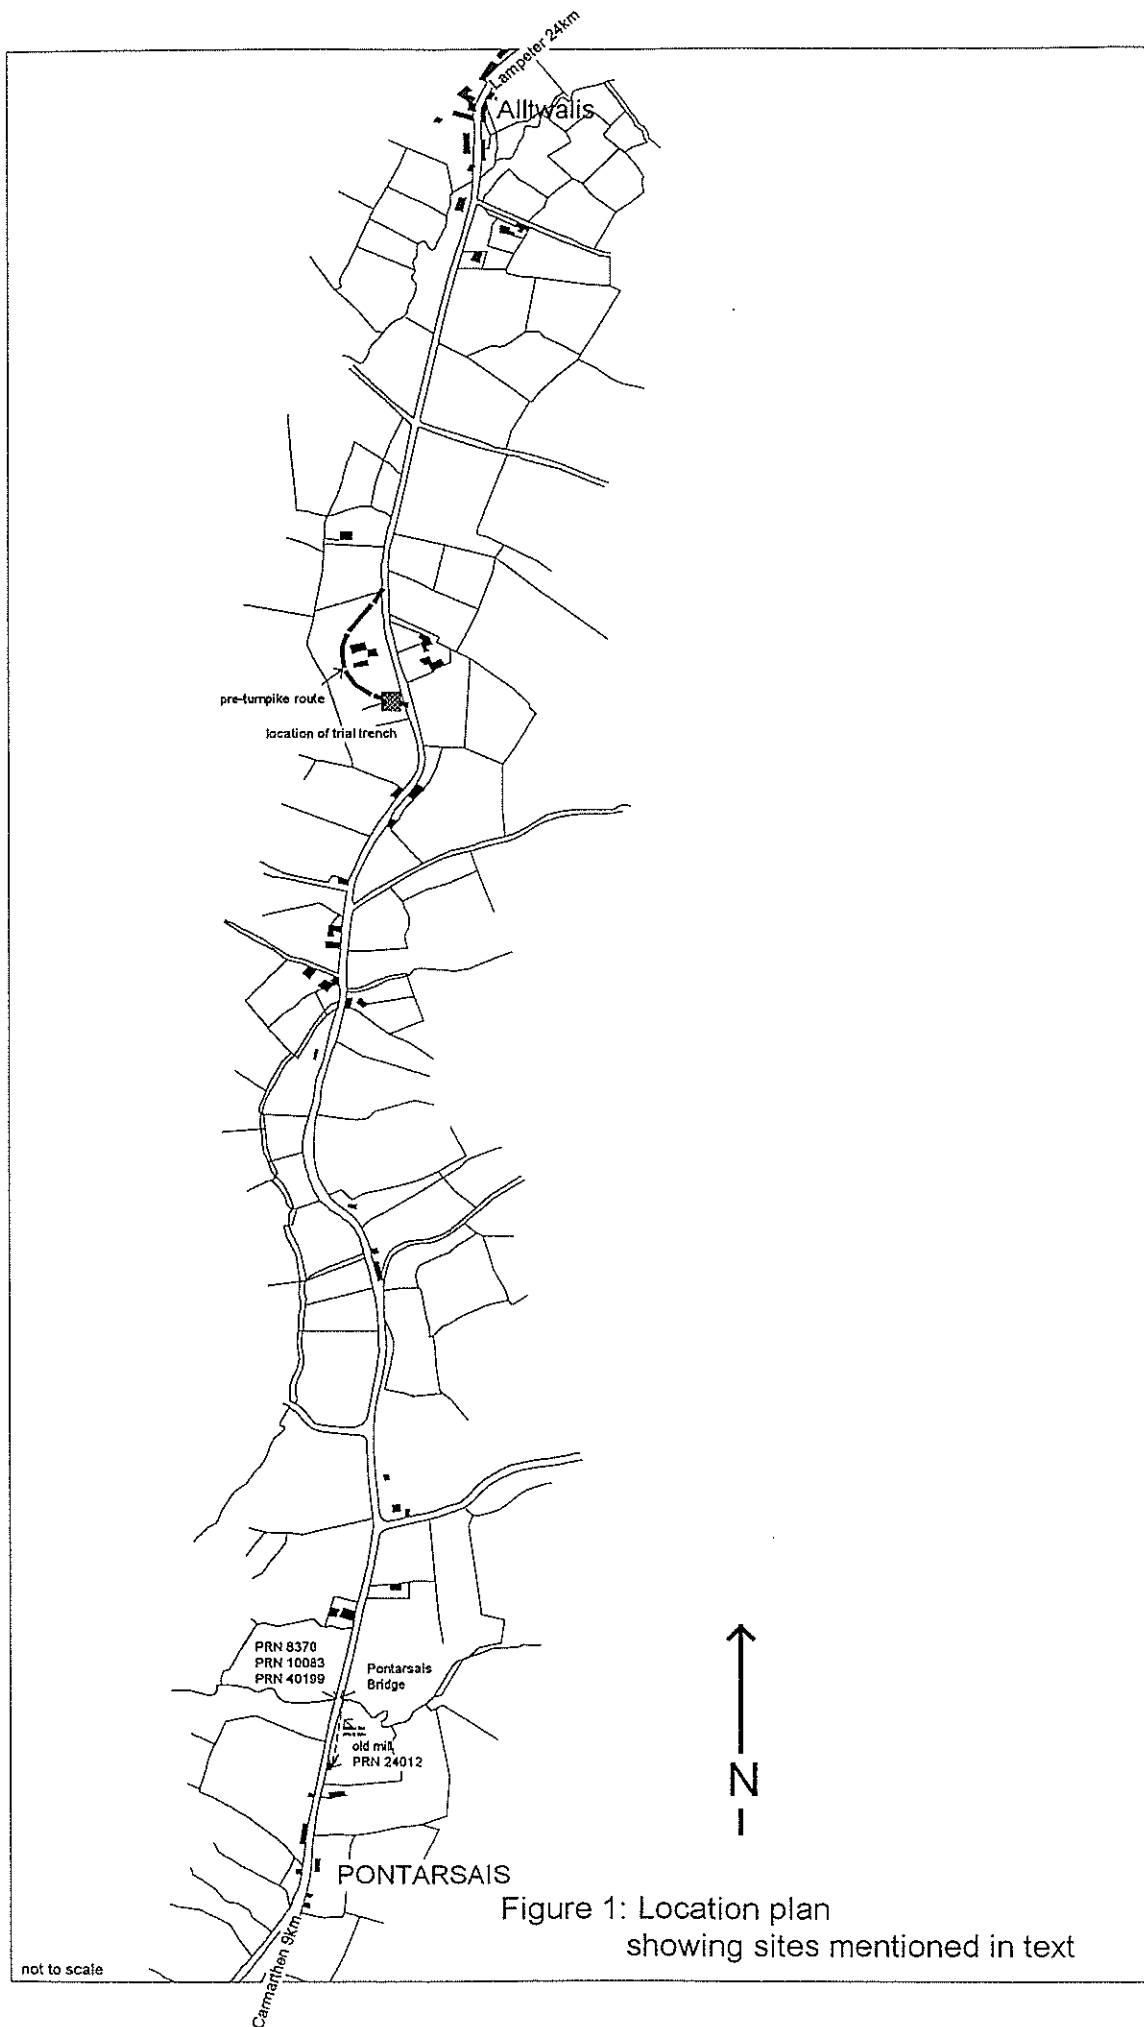 Lampeter 24km
Alltwalis
pre-turnpike route
location of trial trench
PRN 8370
PRN 10083
PRN 40199
Pontarsais
Bridge
old mill
PRN 24012
N
PONTARSAIS
Figure 1: Location plan
showing sites mentioned in text
not to scale
Carmarthen 9km